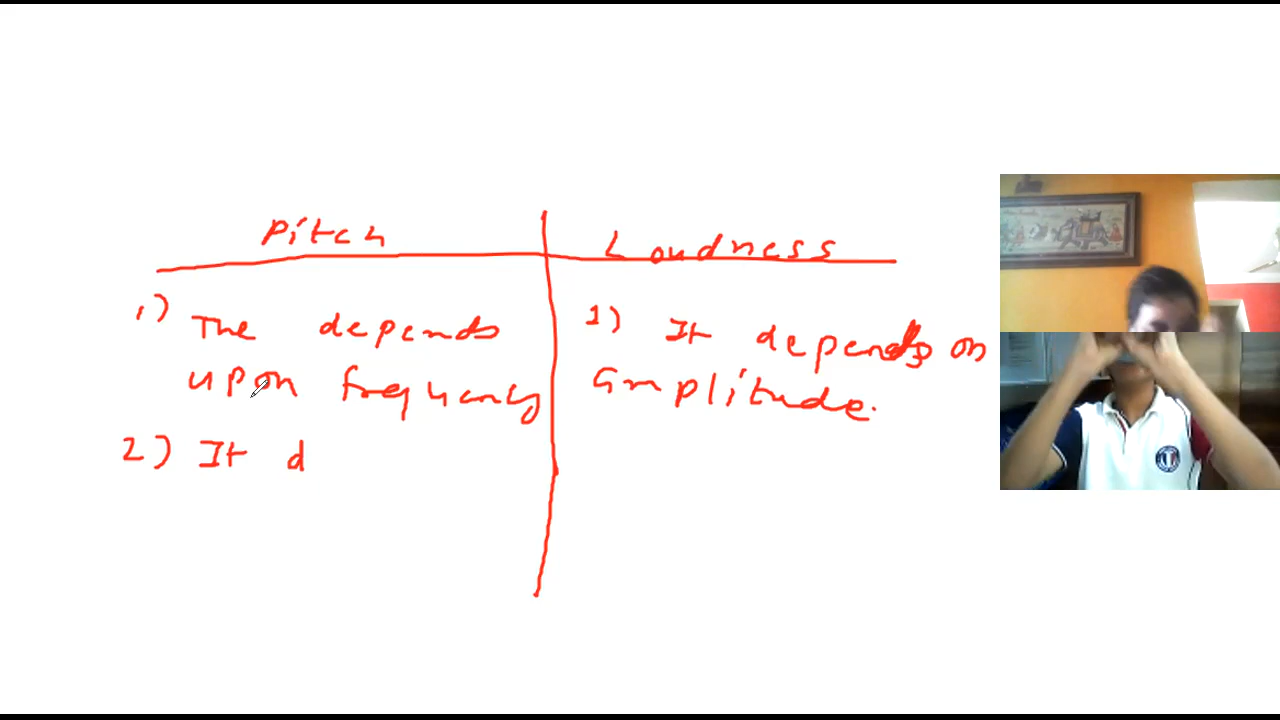 Pitch
Loudness
1) The depends
upon frequency
2) It d
1) It depends on
amplitude.